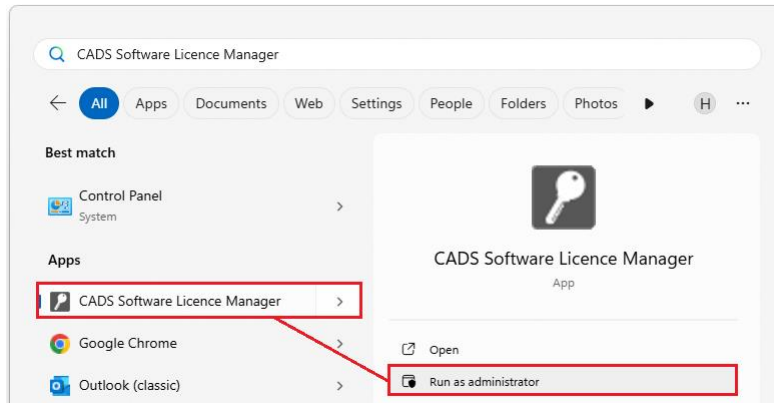 CADS Software Licence Manager
All Apps Documents Web Settings People Folders Photos H
Best match
Control Panel
System
Apps
CADS Software Licence Manager
Google Chrome
Outlook (classic)
CADS Software Licence Manager
App
Open
Run as administrator